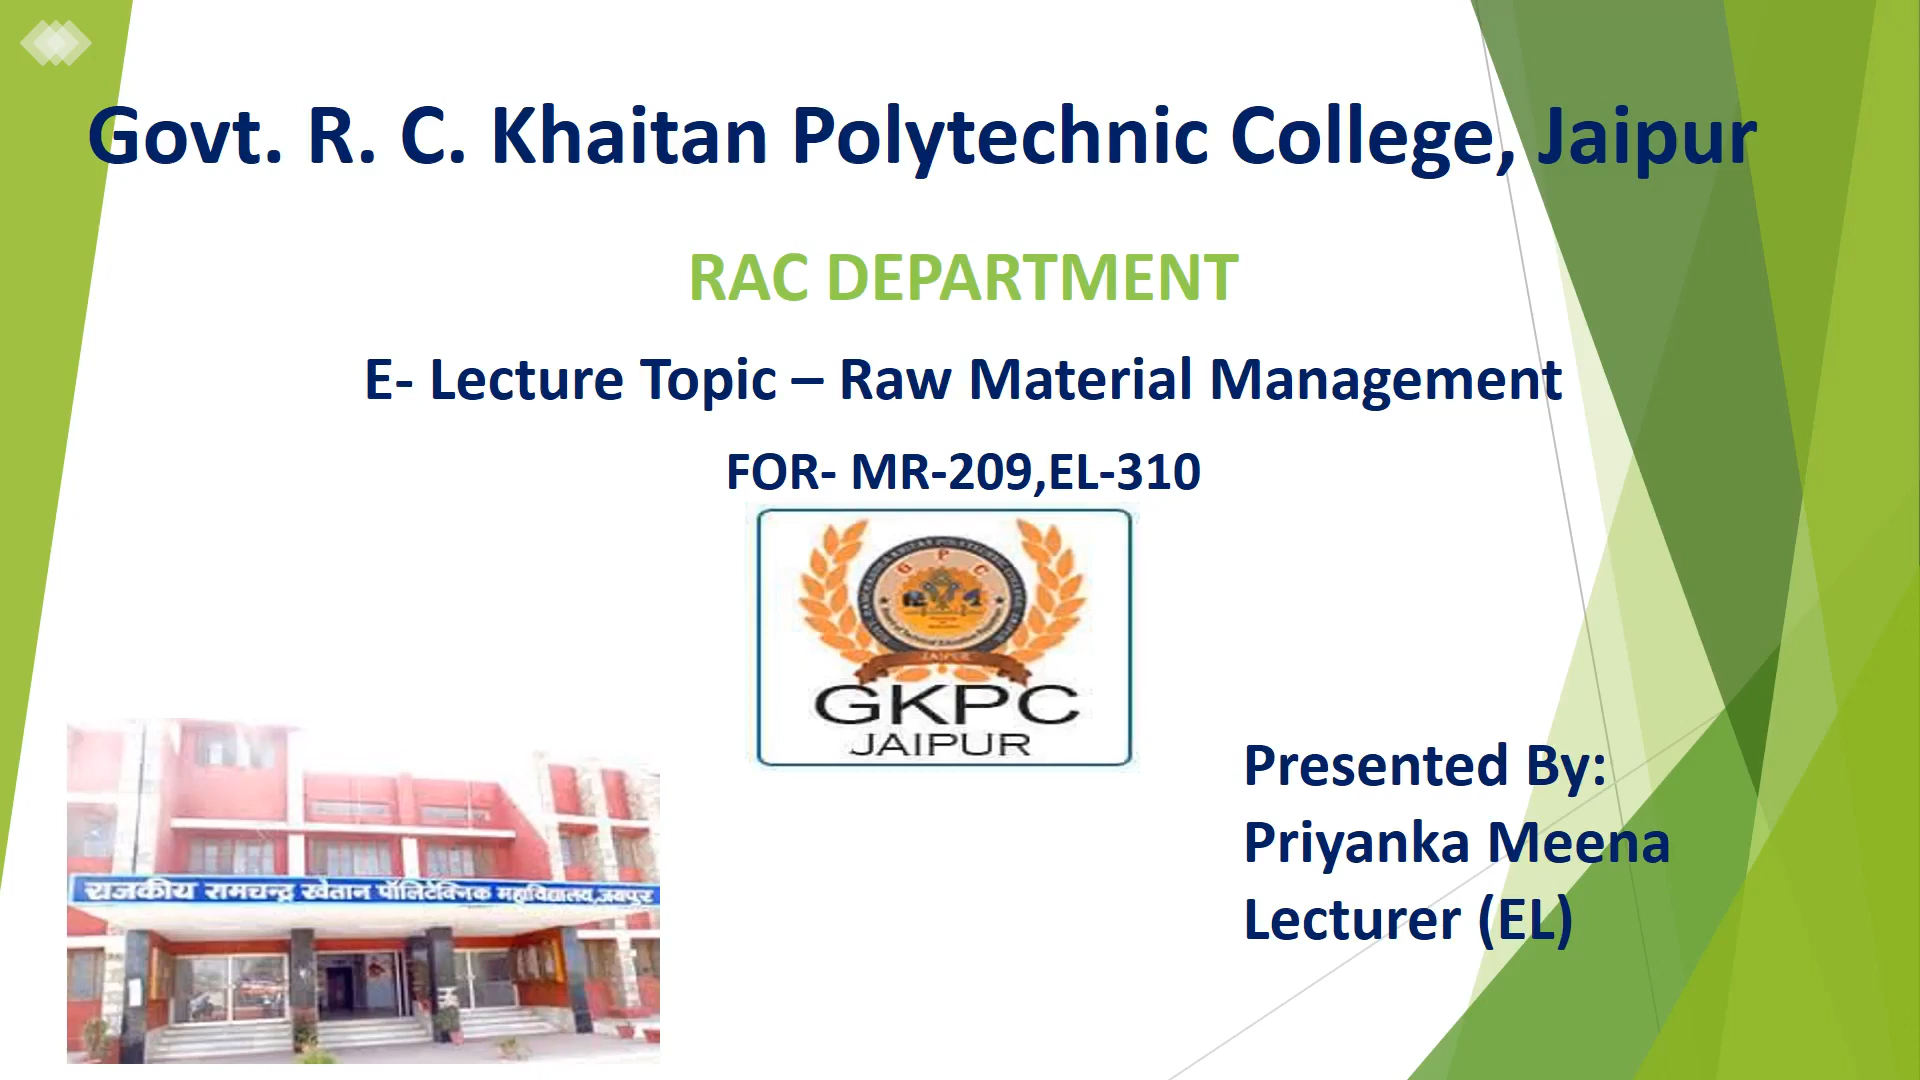 Govt. R. C. Khaitan Polytechnic College, Jaipur
RAC DEPARTMENT
E- Lecture Topic – Raw Material Management
FOR- MR-209,EL-310
G P C
JAIPUR
GKPC
JAIPUR
राजकीय रामचन्द्र खेतान पॉलिटेक्निक महाविद्यालय,जयपुर
Presented By:
Priyanka Meena
Lecturer (EL)